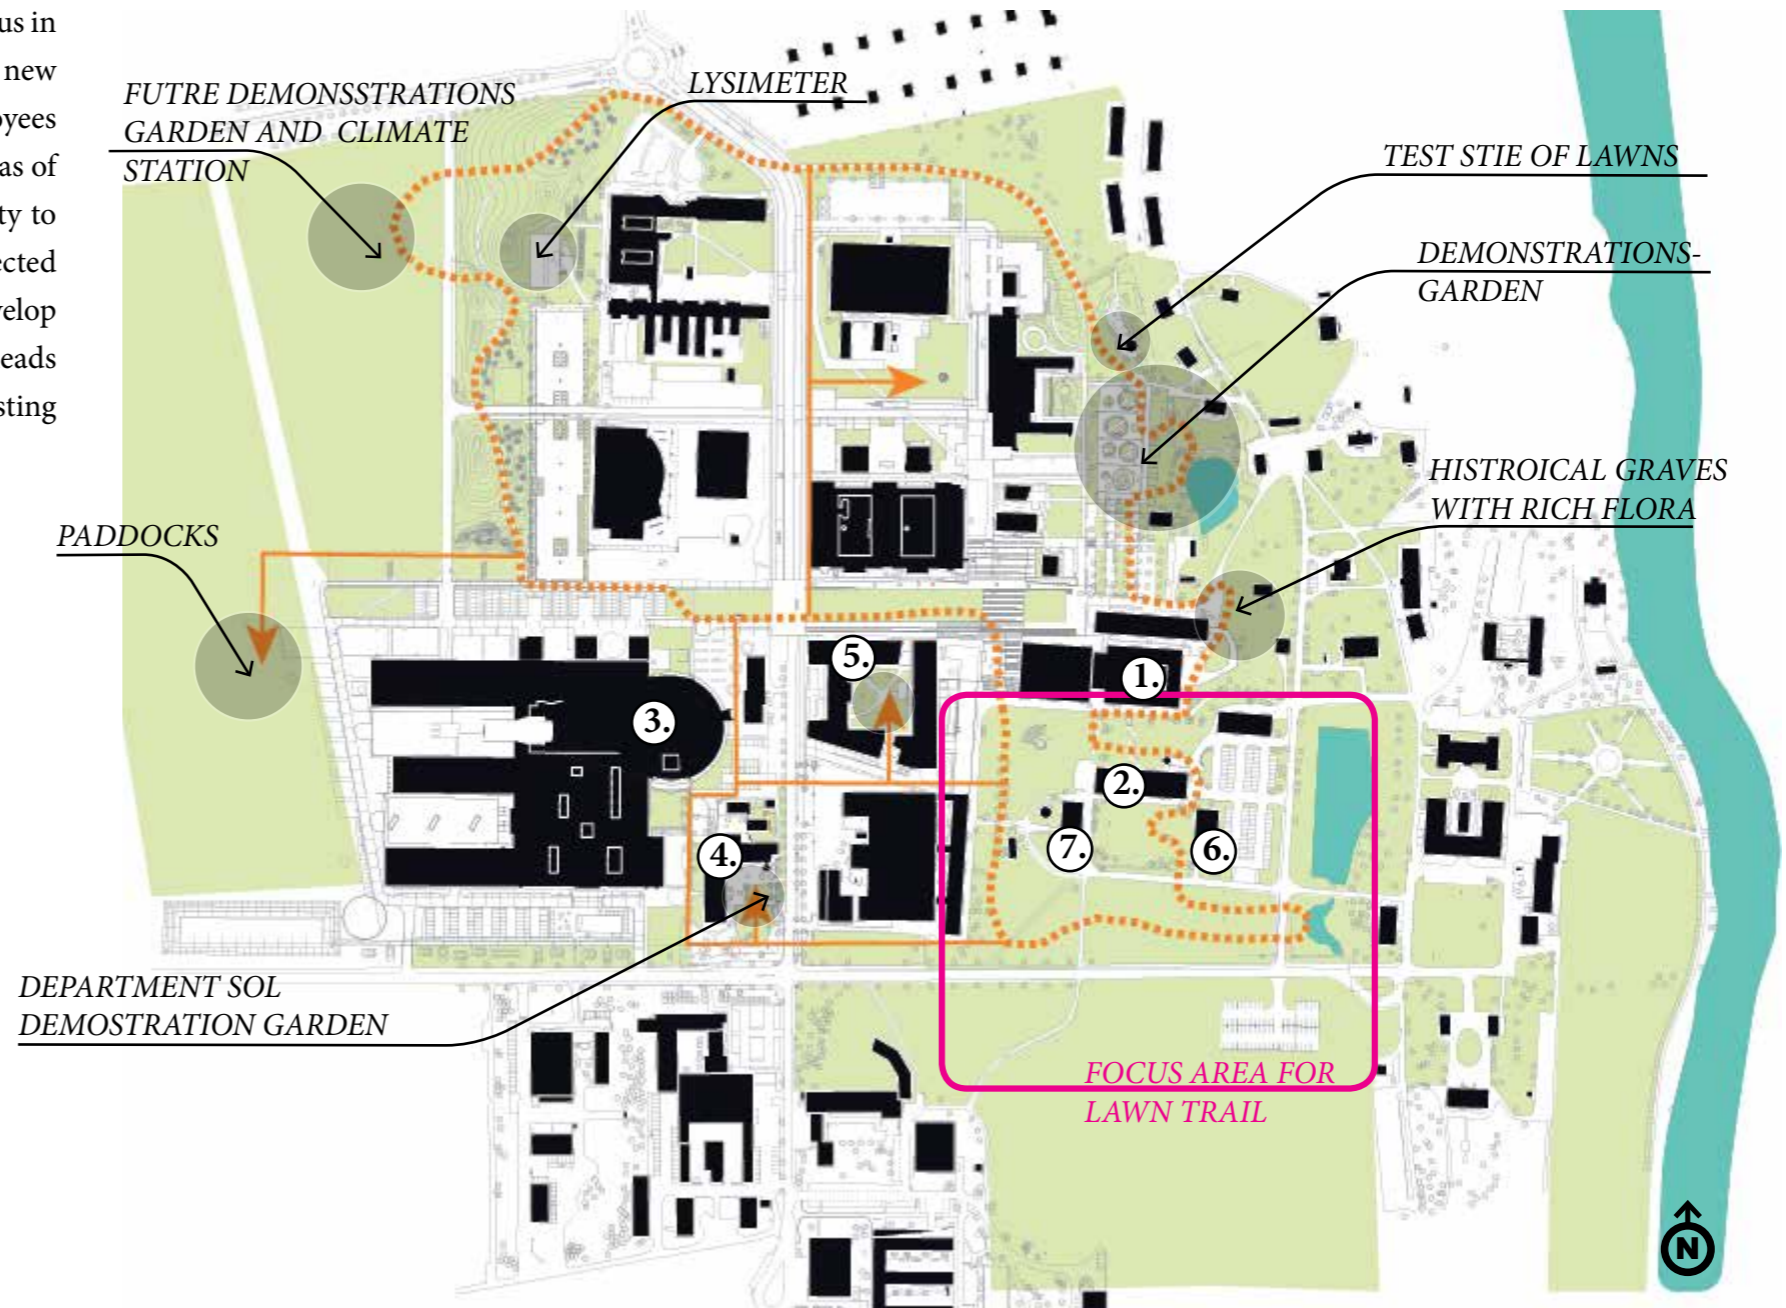 us in
new
oyees
as of
ty to
ected
velop
eads
sting
FUTRE DEMONSSTRATIONS
GARDEN AND CLIMATE
STATION
LYSIMETER
TEST STIE OF LAWNS
DEMONSTRATIONS-
GARDEN
HISTROICAL GRAVES
WITH RICH FLORA
PADDOCKS
5.
1.
3.
2.
4.
7.
6.
DEPARTMENT SOL
DEMOSTRATION GARDEN
FOCUS AREA FOR
LAWN TRAIL
N